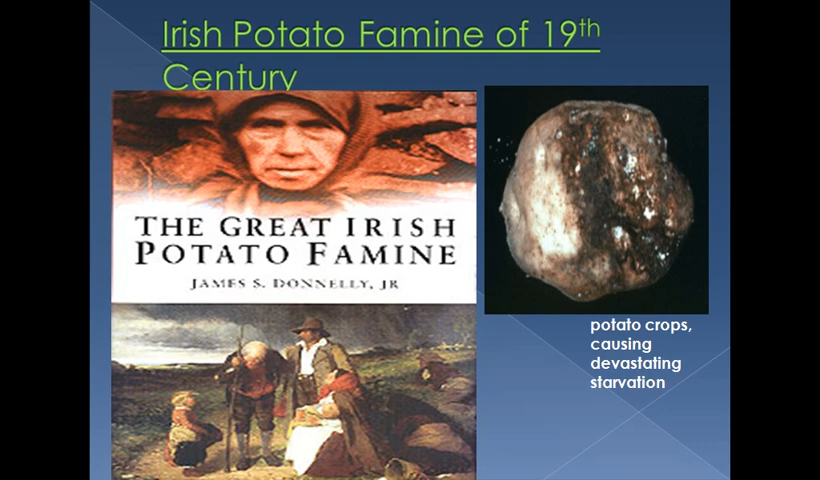 Irish Potato Famine of 19th
Century
THE GREAT IRISH
POTATO FAMINE
JAMES S. DONNELLY, JR
potato crops,
causing
devastating
starvation